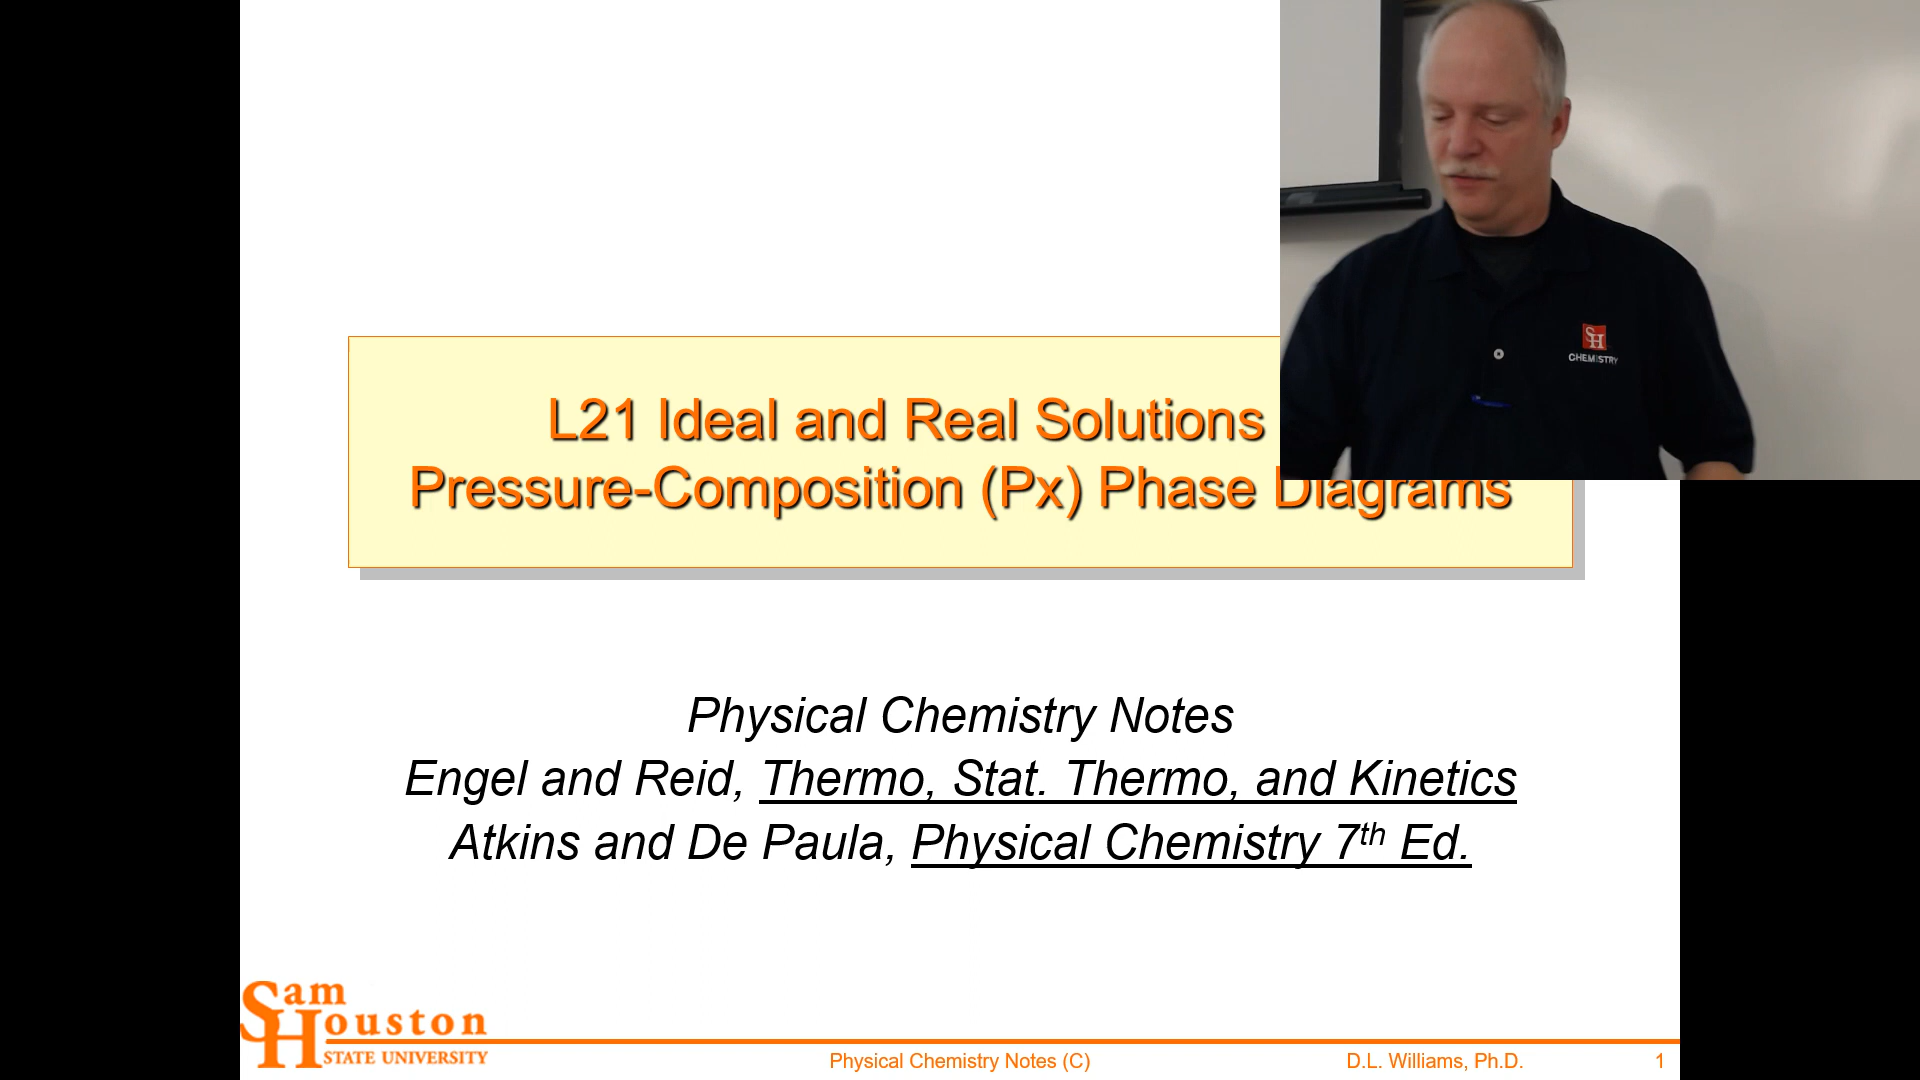 L21 Ideal and Real Solutions
Pressure-Composition (Px) Phase Diagrams
SH
CHEMISTRY
Physical Chemistry Notes
Engel and Reid, Thermo, Stat. Thermo, and Kinetics
Atkins and De Paula, Physical Chemistry 7th Ed.
Sam
Houston
STATE UNIVERSITY
Physical Chemistry Notes (C)
D.L. Williams, Ph.D.
1